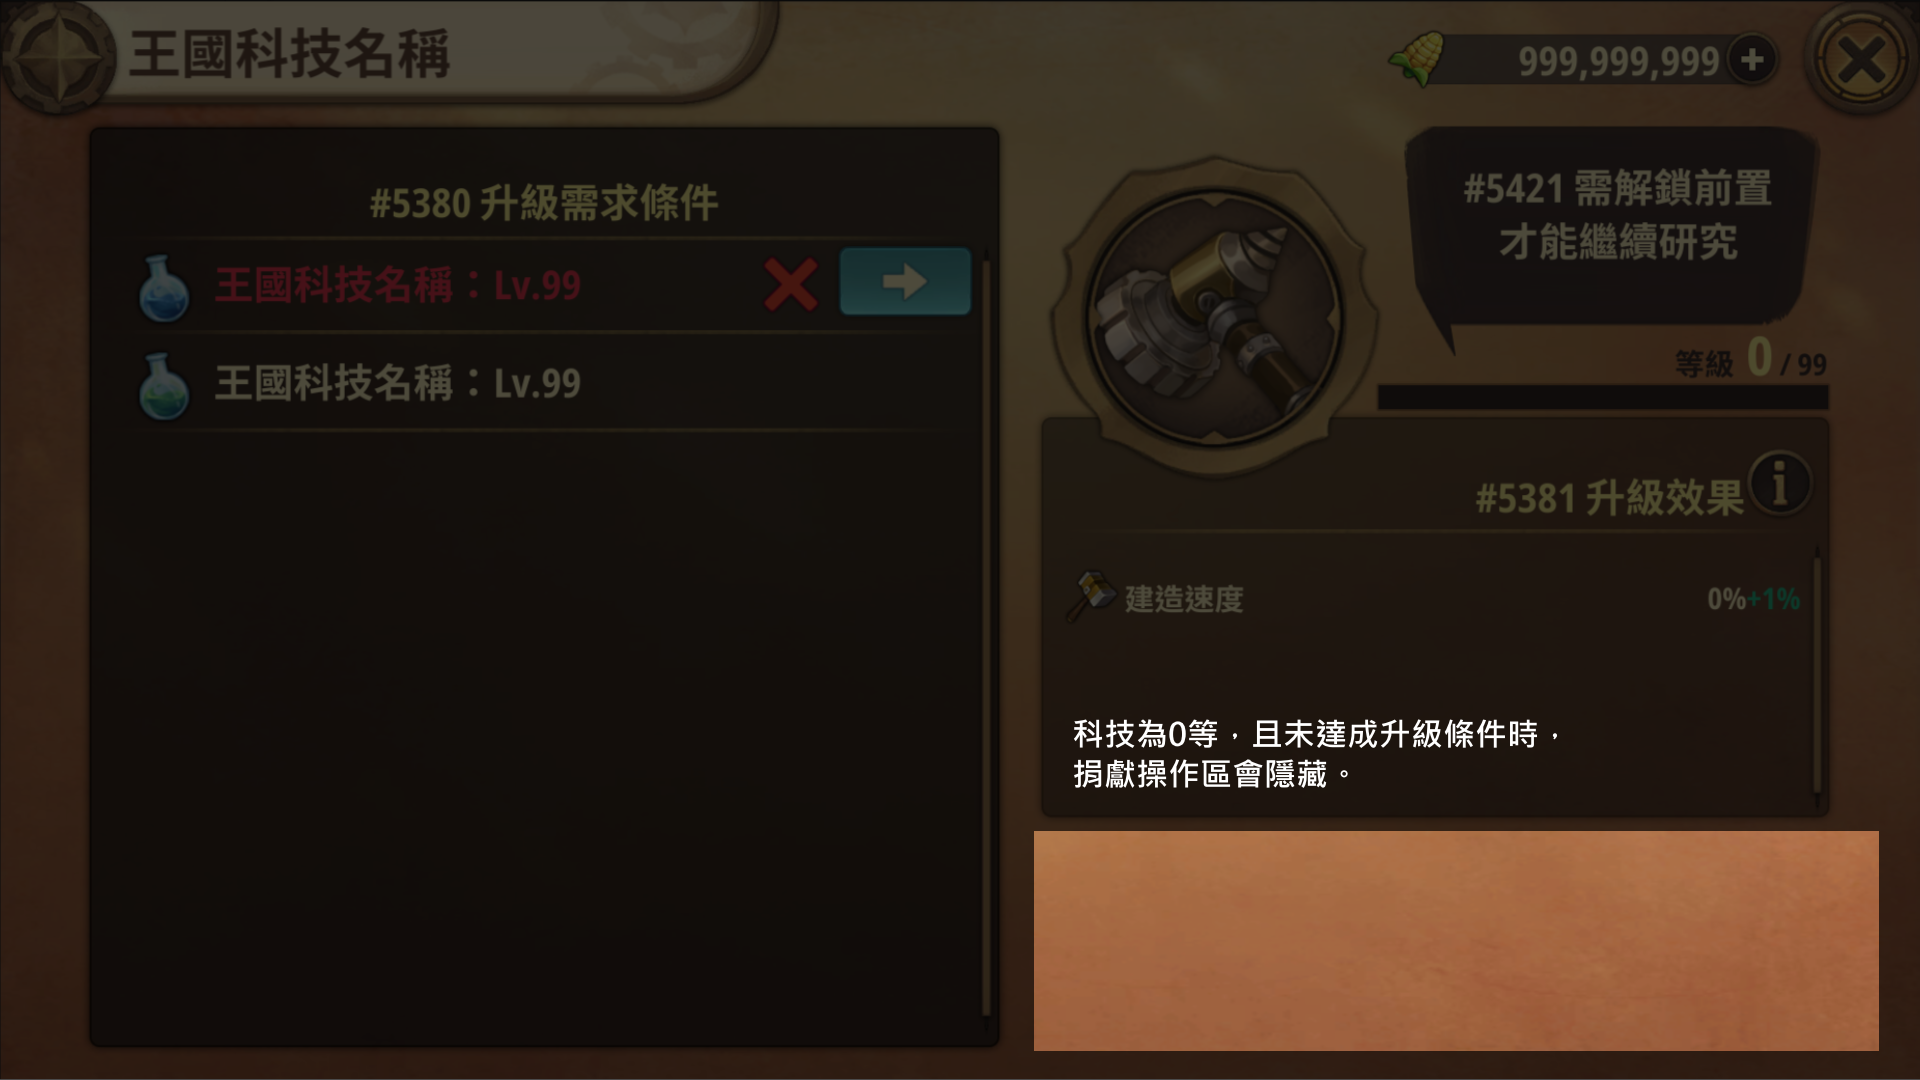 王國科技名稱
999,999,999
#5380 升級需求條件
王國科技名稱：Lv.99
王國科技名稱：Lv.99
#5421 需解鎖前置
才能繼續研究
等級 0 / 99
#5381 升級效果
建造速度 0%+1%
科技為0等，且未達成升級條件時，
捐獻操作區會隱藏。